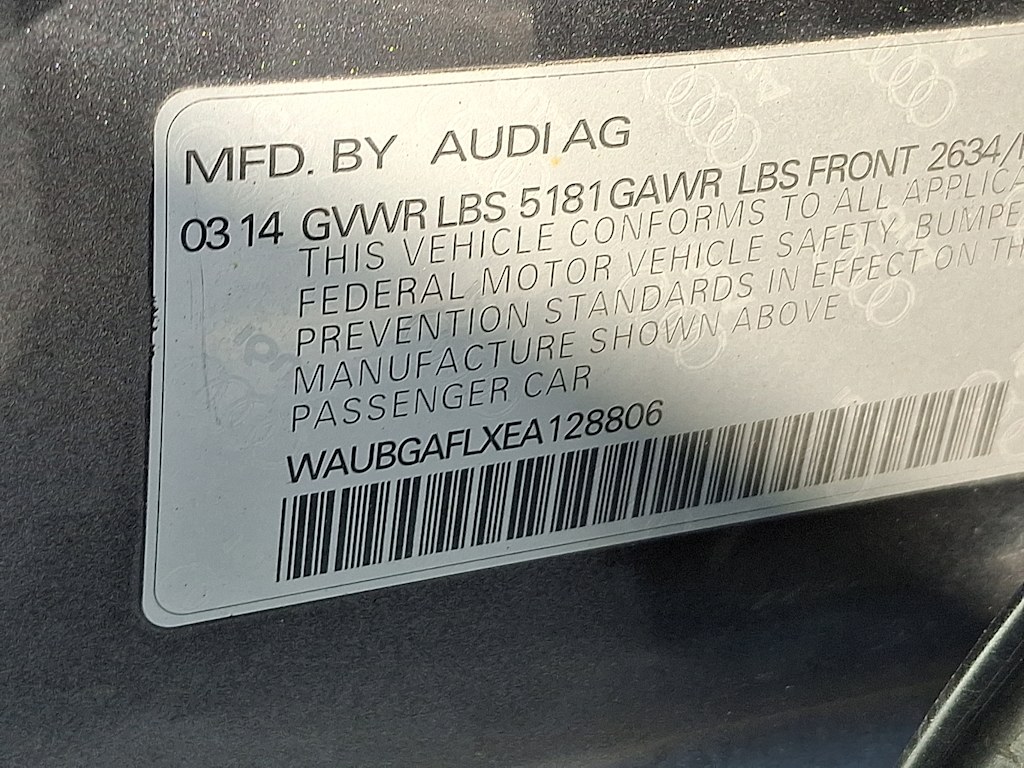 MFD. BY AUDI AG
03 14 GVWR LBS 5181 GAWR LBS FRONT 2634/
THIS VEHICLE CONFORMS TO ALL APPLICA
FEDERAL MOTOR VEHICLE SAFETY, BUMPE
PREVENTION STANDARDS IN EFFECT ON TH
MANUFACTURE SHOWN ABOVE
PASSENGER CAR
WAUBGAFLXEA128806